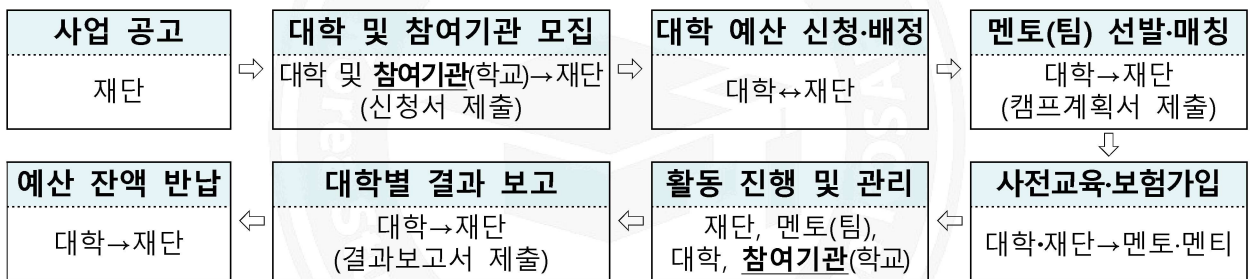 사업 공고
재단
⇨
대학 및 참여기관 모집
대학 및 참여기관(학교)→재단
(신청서 제출)
⇨
대학 예산 신청·배정
대학↔재단
⇨
멘토(팀) 선발·매칭
대학→재단
(캠프계획서 제출)
⇩
사전교육·보험가입
대학·재단→멘토·멘티
⇦
활동 진행 및 관리
재단, 멘토(팀),
대학, 참여기관(학교)
⇦
대학별 결과 보고
대학→재단
(결과보고서 제출)
⇦
예산 잔액 반납
대학→재단